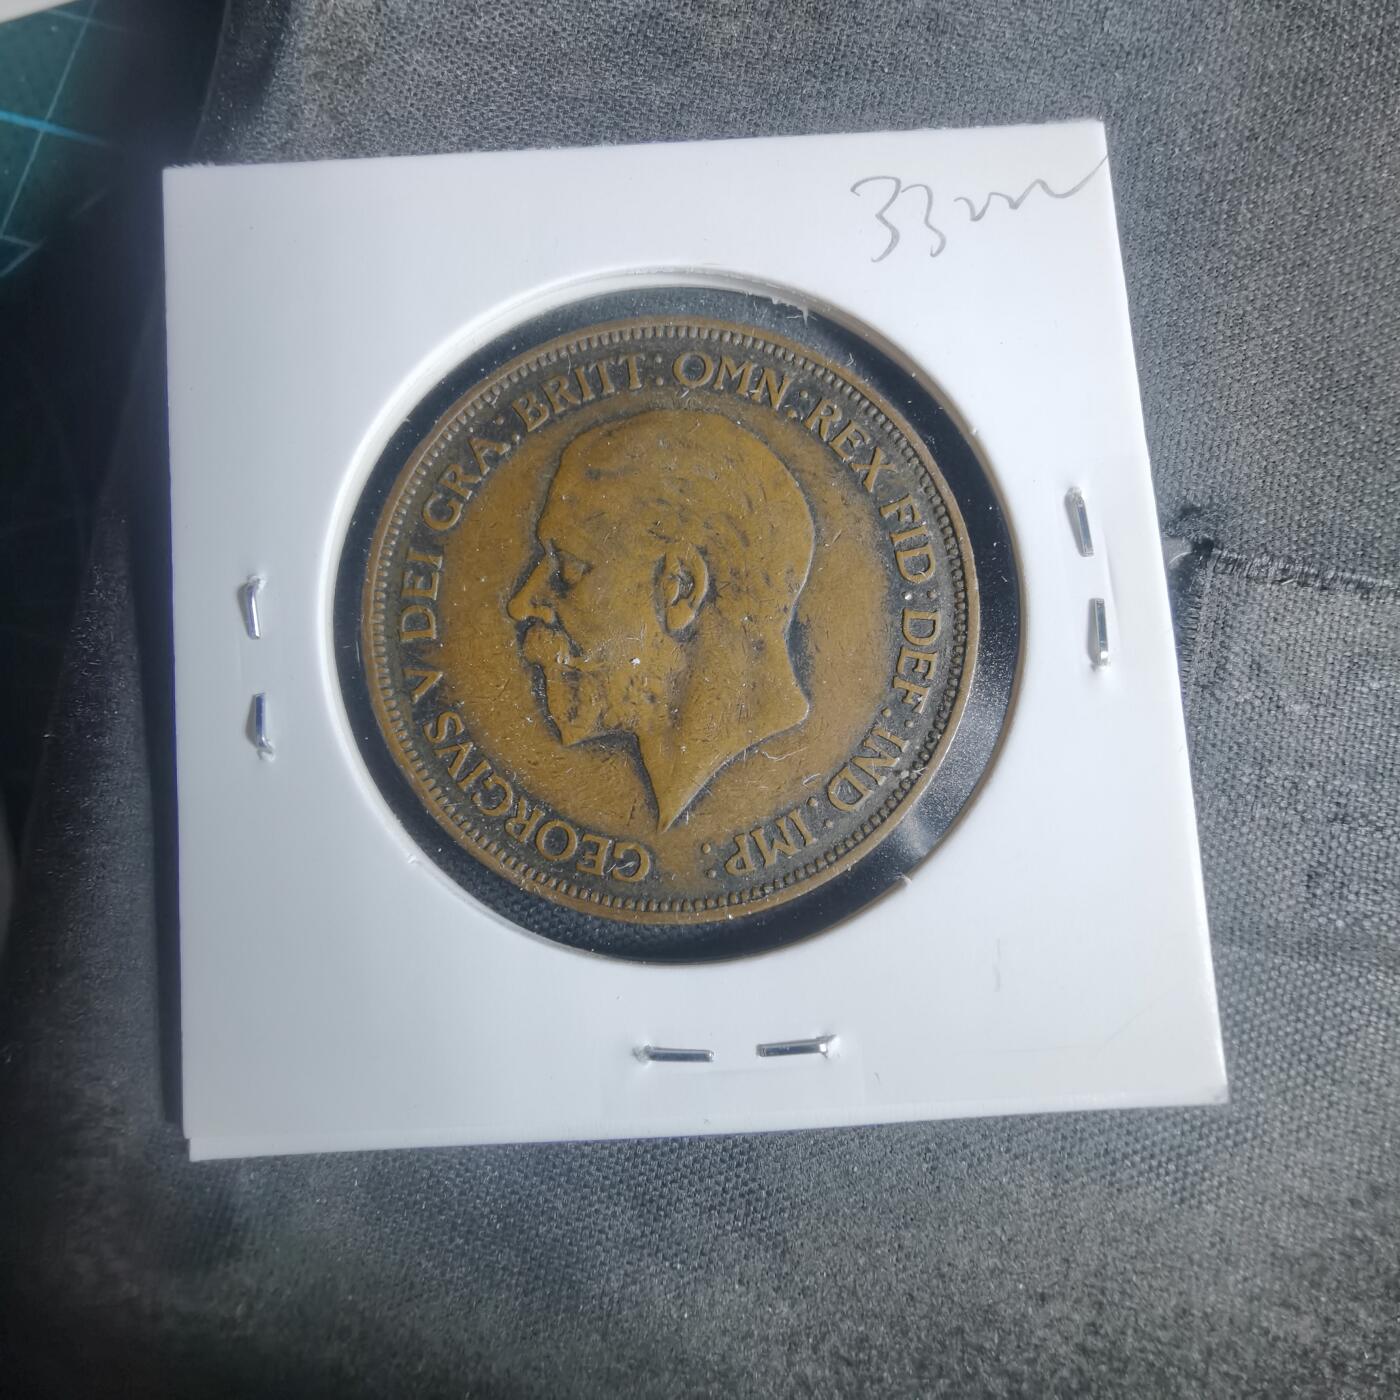 33mm
GEORGIVS V DEI GRA: BRITT: OMN: REX FID: DEF: IND: IMP: